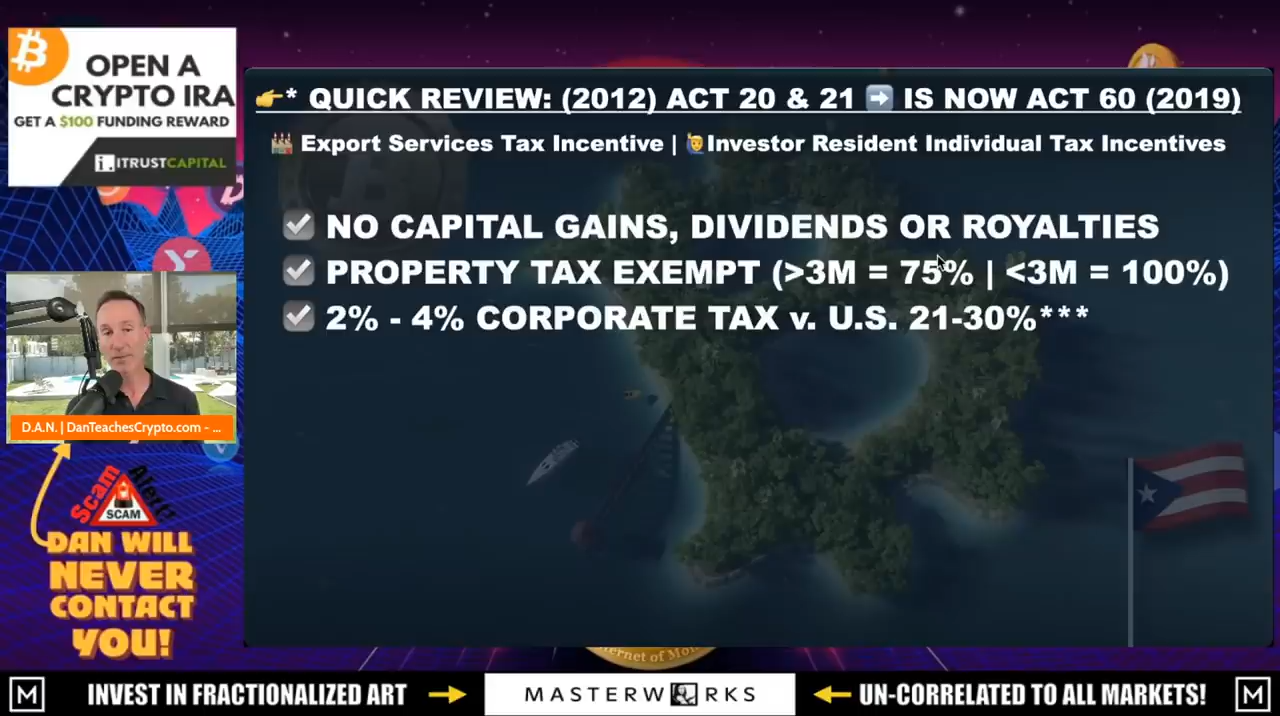 OPEN A
CRYPTO IRA
GET A $100 FUNDING REWARD
ITRUSTCAPITAL
👉* QUICK REVIEW: (2012) ACT 20 & 21 ➡️ IS NOW ACT 60 (2019)
Export Services Tax Incentive | 🙋‍♂️Investor Resident Individual Tax Incentives
NO CAPITAL GAINS, DIVIDENDS OR ROYALTIES
PROPERTY TAX EXEMPT (>3M = 75% | <3M = 100%)
2% - 4% CORPORATE TAX v. U.S. 21-30%***
D.A.N. | DanTeachesCrypto.com - ...
Scam Alert
SCAM
DAN WILL
NEVER
CONTACT
YOU!
M INVEST IN FRACTIONALIZED ART
MASTERWORKS
UN-CORRELATED TO ALL MARKETS! M